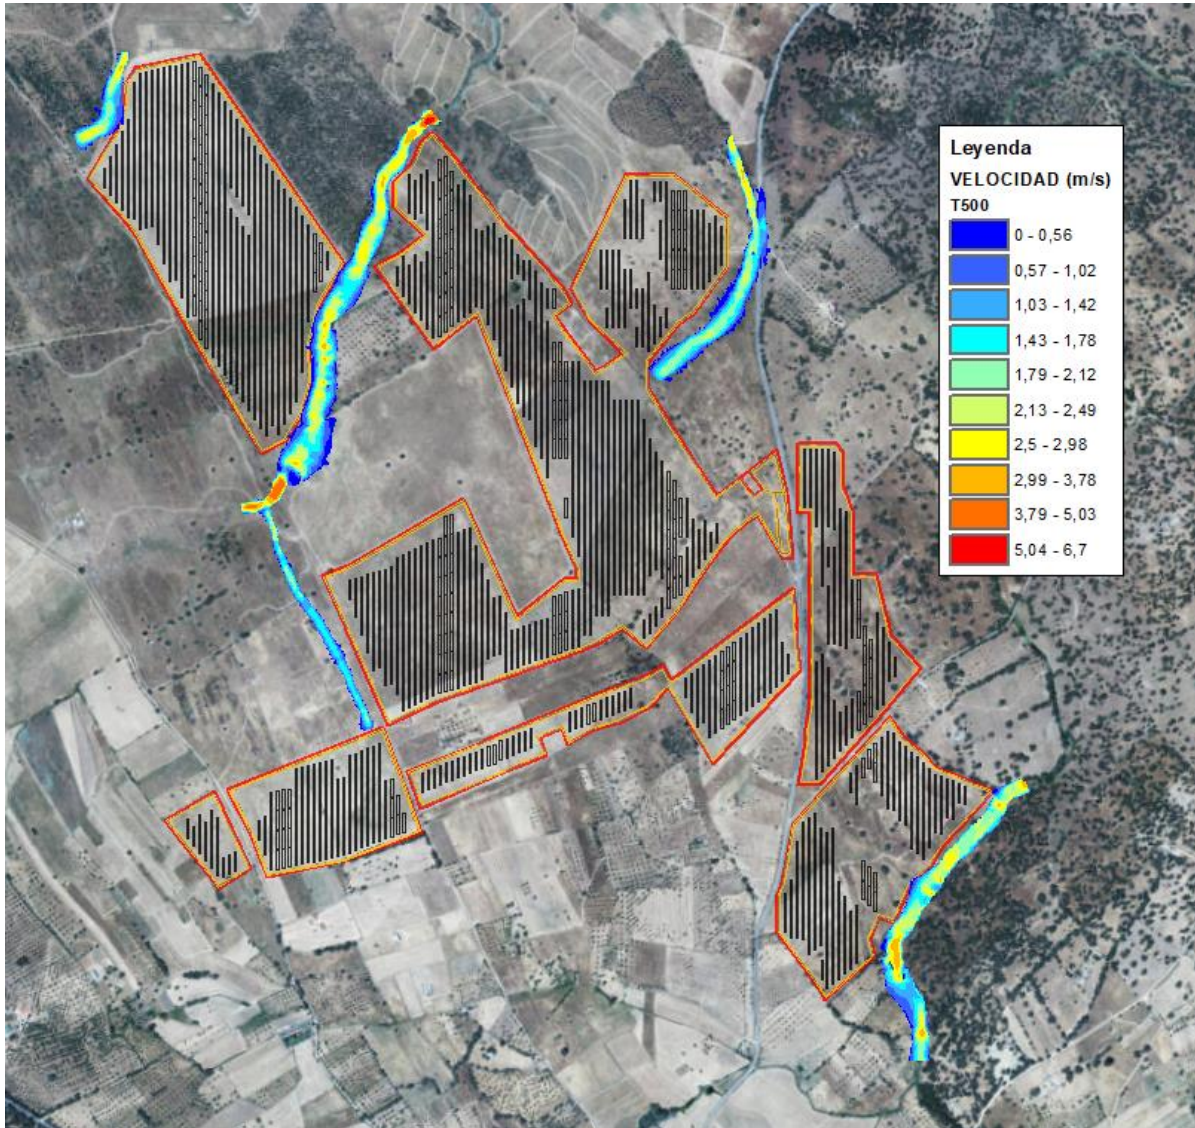 Leyenda
VELOCIDAD (m/s)
T500
0 - 0,56
0,57 - 1,02
1,03 - 1,42
1,43 - 1,78
1,79 - 2,12
2,13 - 2,49
2,5 - 2,98
2,99 - 3,78
3,79 - 5,03
5,04 - 6,7